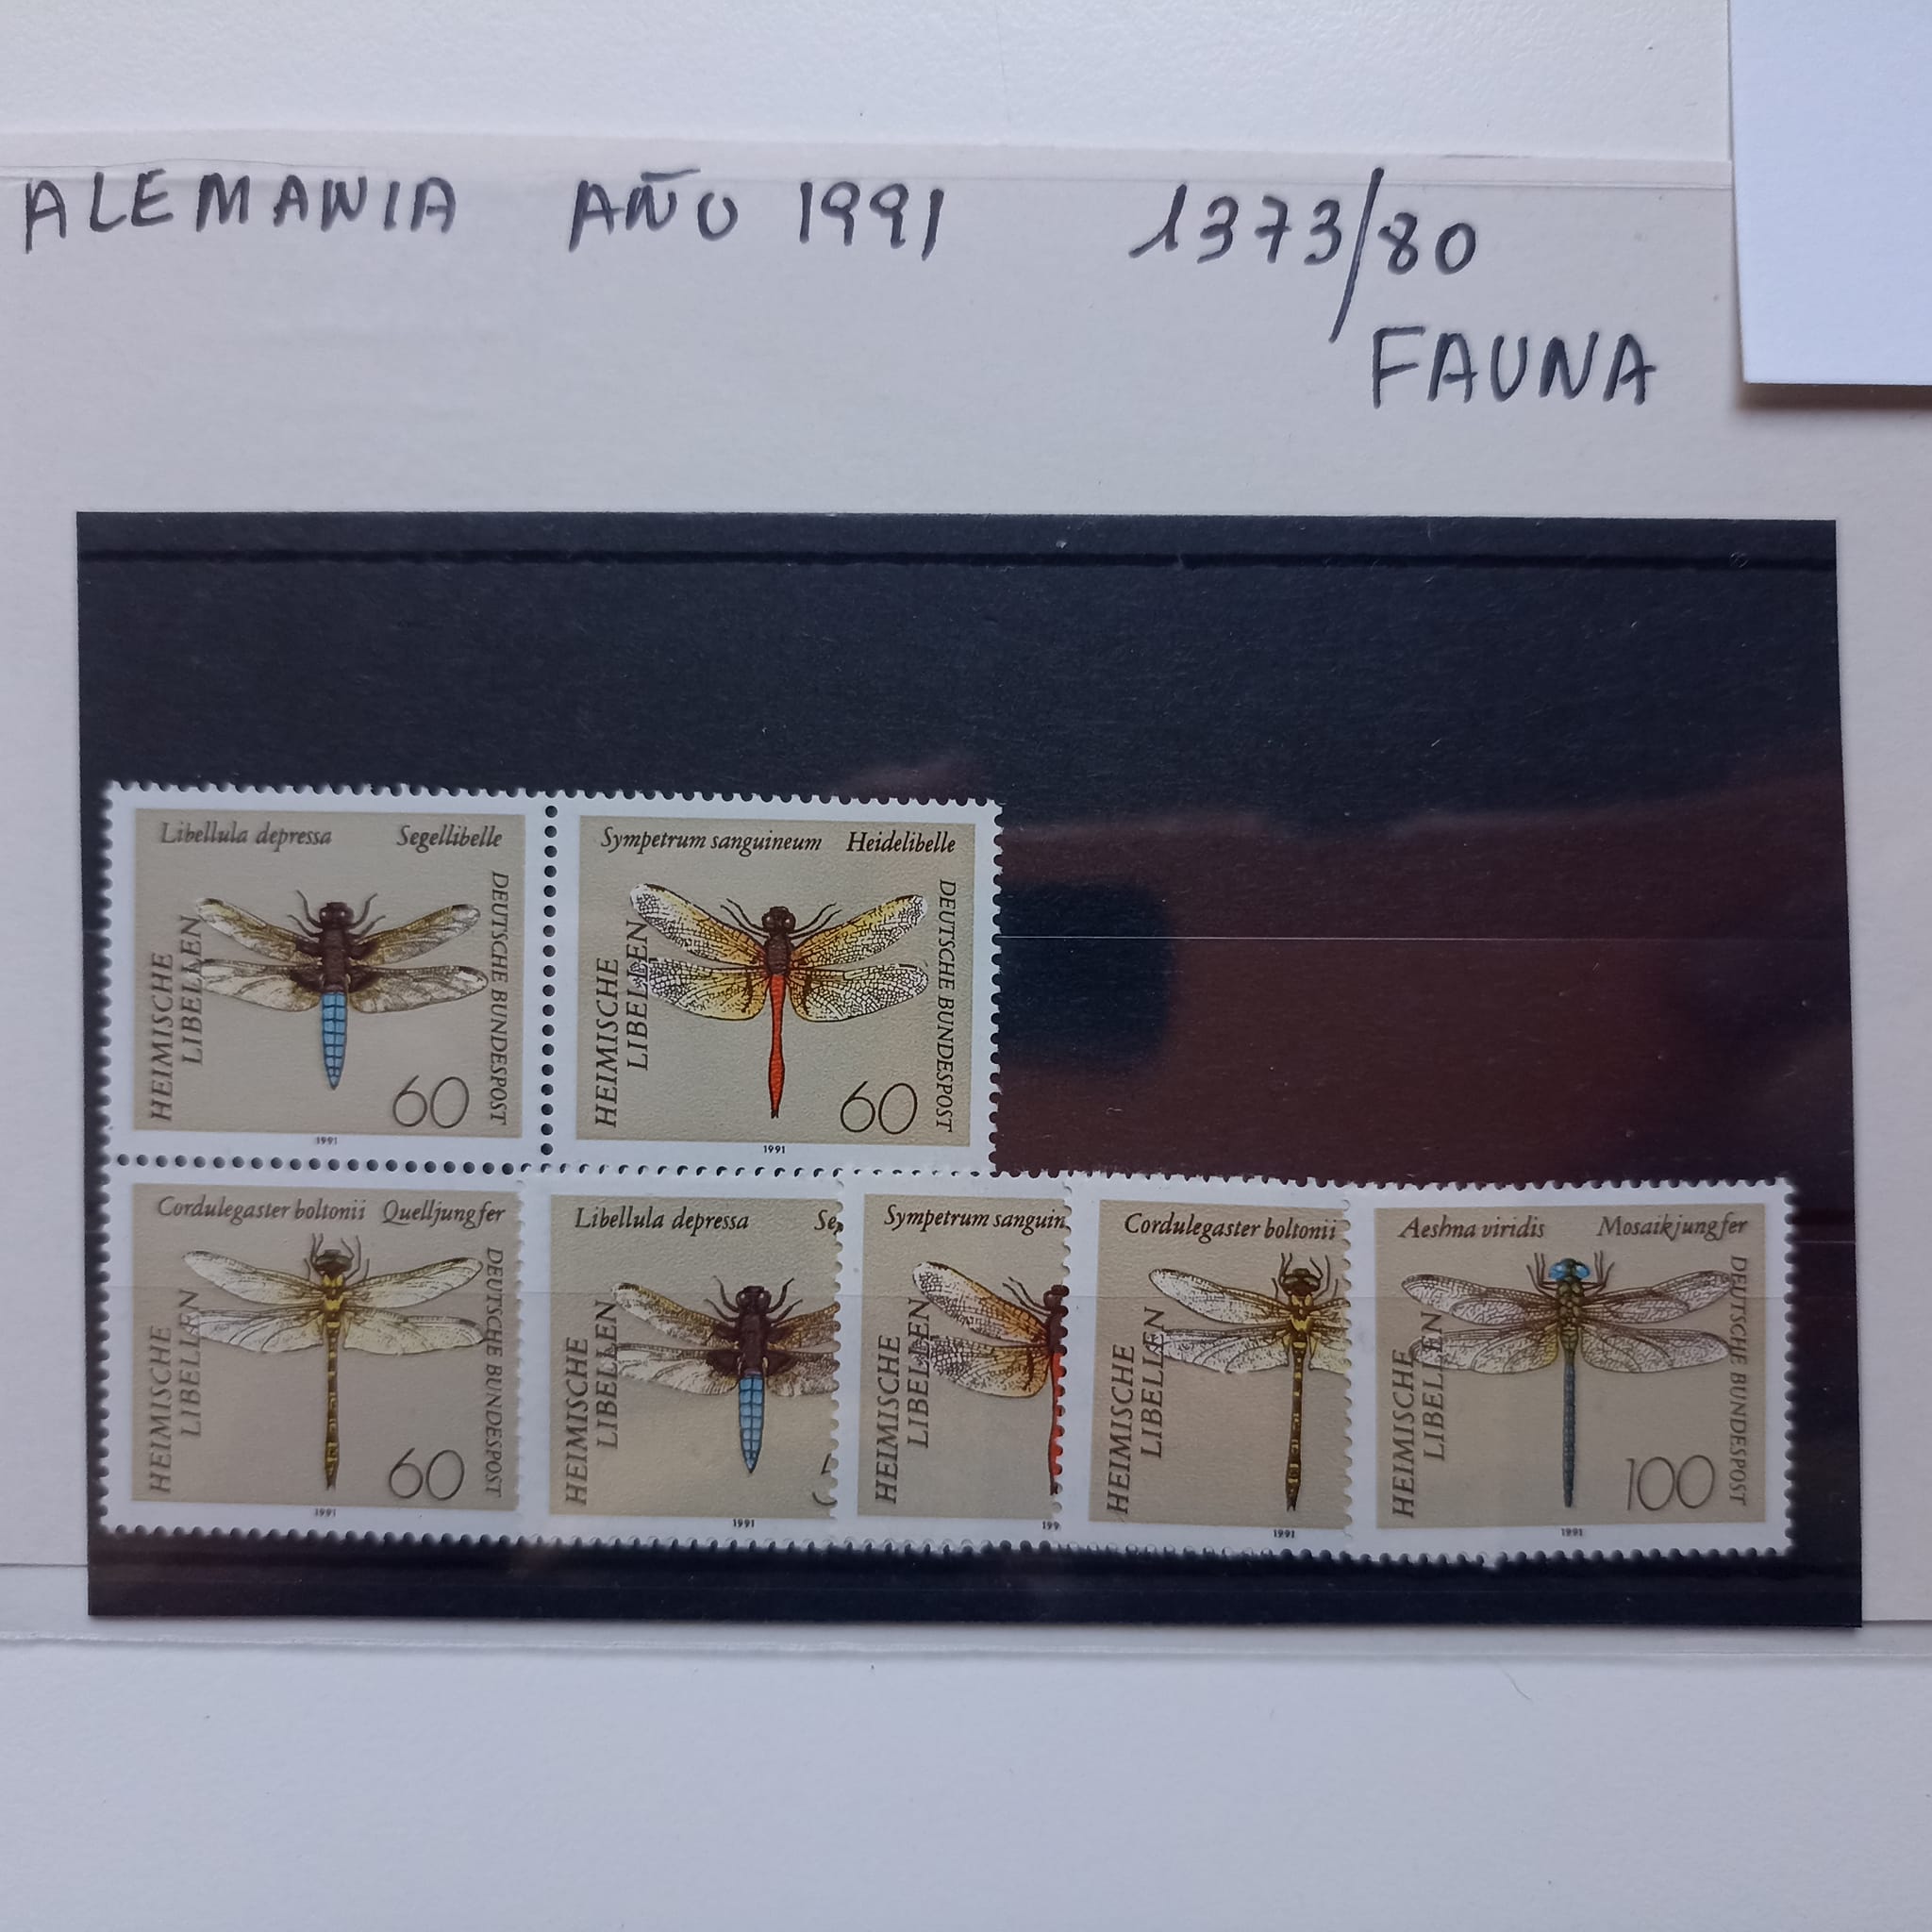 ALEMANIA AÑO 1991 1373/80
FAUNA
Libellula depressa Segellibelle
HEIMISCHE
LIBELLEN
DEUTSCHE BUNDESPOST
60
1991
Sympetrum sanguineum Heidelibelle
HEIMISCHE
LIBELLEN
DEUTSCHE BUNDESPOST
60
1991
Cordulegaster boltonii Quelljungfer
HEIMISCHE
LIBELLEN
DEUTSCHE BUNDESPOST
60
1991
Libellula depressa Se
HEIMISCHE
LIBELLEN
1991
Sympetrum sanguin
HEIMISCHE
LIBELLEN
199
Cordulegaster boltonii
HEIMISCHE
LIBELLEN
1991
Aeshna viridis Mosaikjungfer
HEIMISCHE
LIBELLEN
DEUTSCHE BUNDESPOST
100
1991